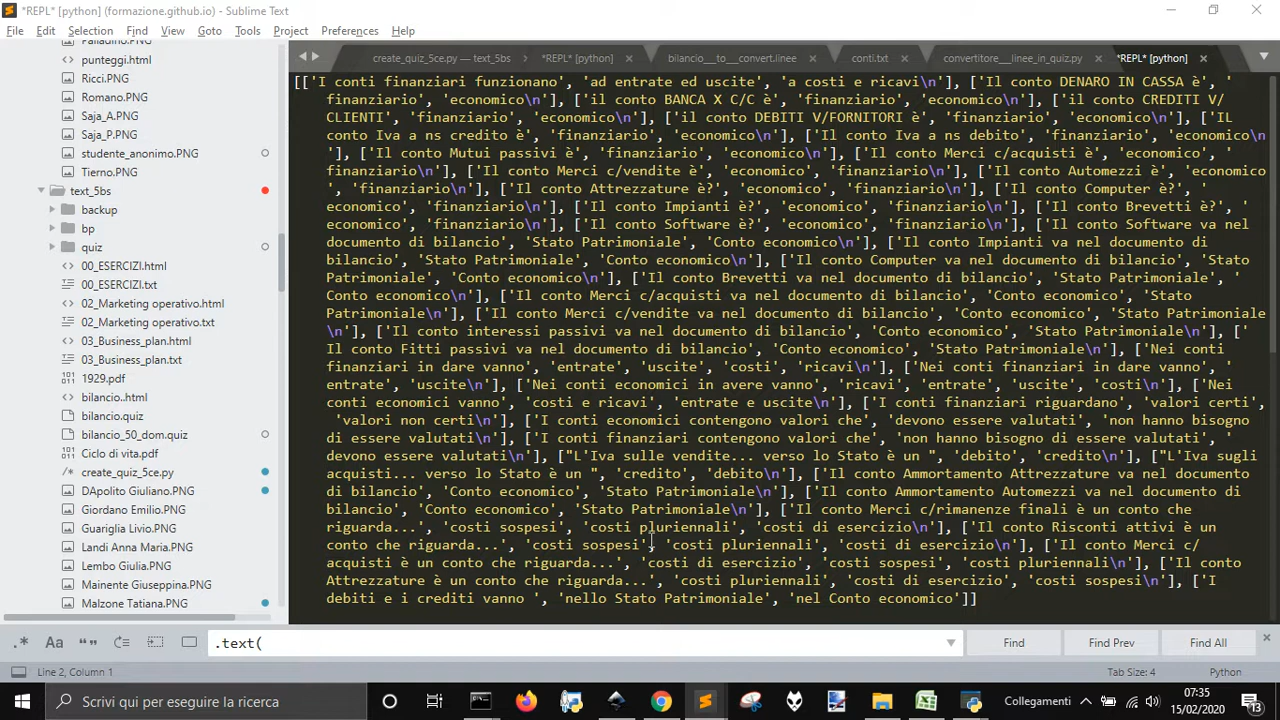 *REPL* [python] (formazione.github.io) - Sublime Text
File Edit Selection Find View Goto Tools Project Preferences Help
create_quiz_5ce.py — text_5bs *REPL* [python] bilancio__to__convert.linee conti.txt convertitore__linee_in_quiz.py *REPL* [python]
Palladino.PNG
punteggi.html
Ricci.PNG
Romano.PNG
Saja_A.PNG
Saja_P.PNG
studente_anonimo.PNG
Tierno.PNG
text_5bs
backup
bp
quiz
00_ESERCIZI.html
00_ESERCIZI.txt
02_Marketing operativo.html
02_Marketing operativo.txt
03_Business_plan.html
03_Business_plan.txt
1929.pdf
bilancio..html
bilancio.quiz
bilancio_50_dom.quiz
Ciclo di vita.pdf
create_quiz_5ce.py
DApolito Giuliano.PNG
Giordano Emilio.PNG
Guariglia Livio.PNG
Landi Anna Maria.PNG
Lembo Giulia.PNG
Mainente Giuseppina.PNG
Malzone Tatiana.PNG
[['I conti finanziari funzionano', 'ad entrate ed uscite', 'a costi e ricavi\n'], ['Il conto DENARO IN CASSA è', '
finanziario', 'economico\n'], ['il conto BANCA X C/C è', 'finanziario', 'economico\n'], ['il conto CREDITI V/
CLIENTI', 'finanziario', 'economico\n'], ['il conto DEBITI V/FORNITORI è', 'finanziario', 'economico\n'], ['IL
conto Iva a ns credito è', 'finanziario', 'economico\n'], ['Il conto Iva a ns debito', 'finanziario', 'economico\n
'], ['Il conto Mutui passivi è', 'finanziario', 'economico\n'], ['Il conto Merci c/acquisti è', 'economico', '
finanziario\n'], ['Il conto Merci c/vendite è', 'economico', 'finanziario\n'], ['Il conto Automezzi è', 'economico
', 'finanziario\n'], ['Il conto Attrezzature è?', 'economico', 'finanziario\n'], ['Il conto Computer è?', '
economico', 'finanziario\n'], ['Il conto Impianti è?', 'economico', 'finanziario\n'], ['Il conto Brevetti è?', '
economico', 'finanziario\n'], ['Il conto Software è?', 'economico', 'finanziario\n'], ['Il conto Software va nel
documento di bilancio', 'Stato Patrimoniale', 'Conto economico\n'], ['Il conto Impianti va nel documento di
bilancio', 'Stato Patrimoniale', 'Conto economico\n'], ['Il conto Computer va nel documento di bilancio', 'Stato
Patrimoniale', 'Conto economico\n'], ['Il conto Brevetti va nel documento di bilancio', 'Stato Patrimoniale', '
Conto economico\n'], ['Il conto Merci c/acquisti va nel documento di bilancio', 'Conto economico', 'Stato
Patrimoniale\n'], ['Il conto Merci c/vendite va nel documento di bilancio', 'Conto economico', 'Stato Patrimoniale
\n'], ['Il conto interessi passivi va nel documento di bilancio', 'Conto economico', 'Stato Patrimoniale\n'], ['
Il conto Fitti passivi va nel documento di bilancio', 'Conto economico', 'Stato Patrimoniale\n'], ['Nei conti
finanziari in dare vanno', 'entrate', 'uscite', 'costi', 'ricavi\n'], ['Nei conti finanziari in dare vanno', '
entrate', 'uscite\n'], ['Nei conti economici in avere vanno', 'ricavi', 'entrate', 'uscite', 'costi\n'], ['Nei
conti economici vanno', 'costi e ricavi', 'entrate e uscite\n'], ['I conti finanziari riguardano', 'valori certi',
'valori non certi\n'], ['I conti economici contengono valori che', 'devono essere valutati', 'non hanno bisogno
di essere valutati\n'], ['I conti finanziari contengono valori che', 'non hanno bisogno di essere valutati', '
devono essere valutati\n'], ["L'Iva sulle vendite... verso lo Stato è un ", 'debito', 'credito\n'], ["L'Iva sugli
acquisti... verso lo Stato è un ", 'credito', 'debito\n'], ['Il conto Ammortamento Attrezzature va nel documento
di bilancio', 'Conto economico', 'Stato Patrimoniale\n'], ['Il conto Ammortamento Automezzi va nel documento di
bilancio', 'Conto economico', 'Stato Patrimoniale\n'], ['Il conto Merci c/rimanenze finali è un conto che
riguarda...', 'costi sospesi', 'costi pluriennali', 'costi di esercizio\n'], ['Il conto Risconti attivi è un
conto che riguarda...', 'costi sospesi', 'costi pluriennali', 'costi di esercizio\n'], ['Il conto Merci c/
acquisti è un conto che riguarda...', 'costi di esercizio', 'costi sospesi', 'costi pluriennali\n'], ['Il conto
Attrezzature è un conto che riguarda...', 'costi pluriennali', 'costi di esercizio', 'costi sospesi\n'], ['I
debiti e i crediti vanno ', 'nello Stato Patrimoniale', 'nel Conto economico']]
.* Aa “” .text( Find Find Prev Find All
Line 2, Column 1 Tab Size: 4 Python
Scrivi qui per eseguire la ricerca Collegamenti 07:35
15/02/2020 13